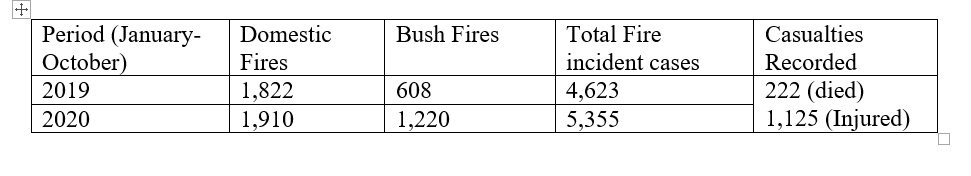 Period (January-October) Domestic Fires Bush Fires Total Fire incident cases Casualties Recorded
2019 1,822 608 4,623 222 (died)
2020 1,910 1,220 5,355 1,125 (Injured)